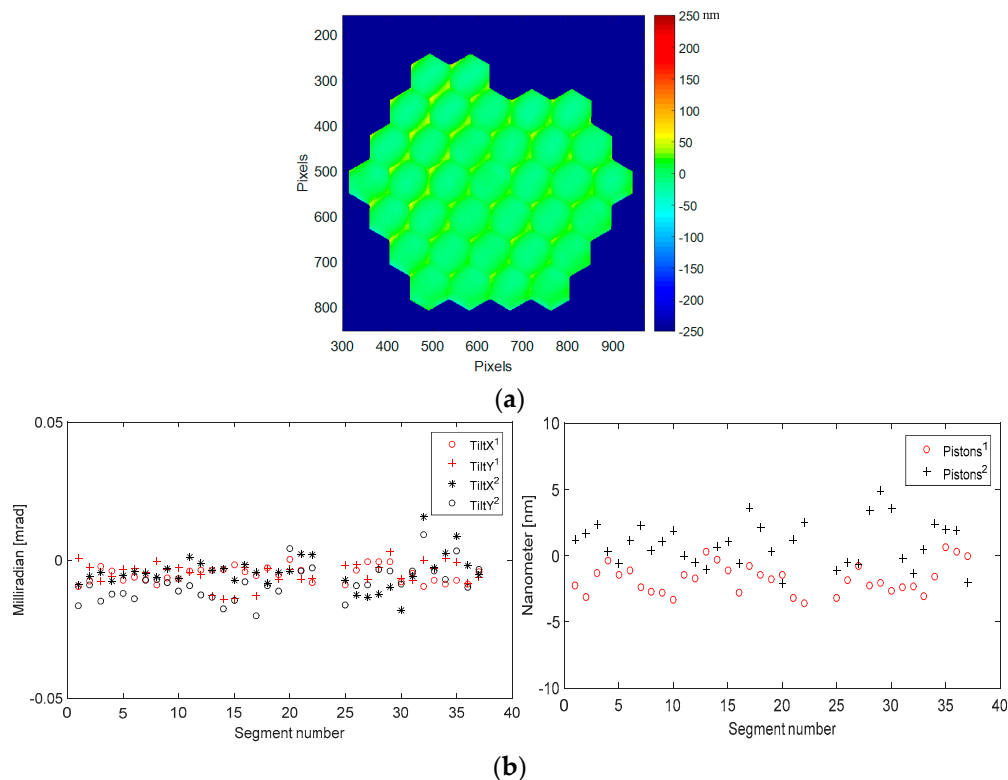 250 nm
200
150
100
50
0
-50
-100
-150
-200
-250
200
300
400
500
600
700
800
Pixels
300 400 500 600 700 800 900
Pixels
(a)
0.05
0
-0.05
Milliradian [mrad]
TiltX1
TiltY1
TiltX2
TiltY2
0 5 10 15 20 25 30 35 40
Segment number
10
5
0
-5
-10
Nanometer [nm]
Pistons1
Pistons2
0 5 10 15 20 25 30 35 40
Segment number
(b)